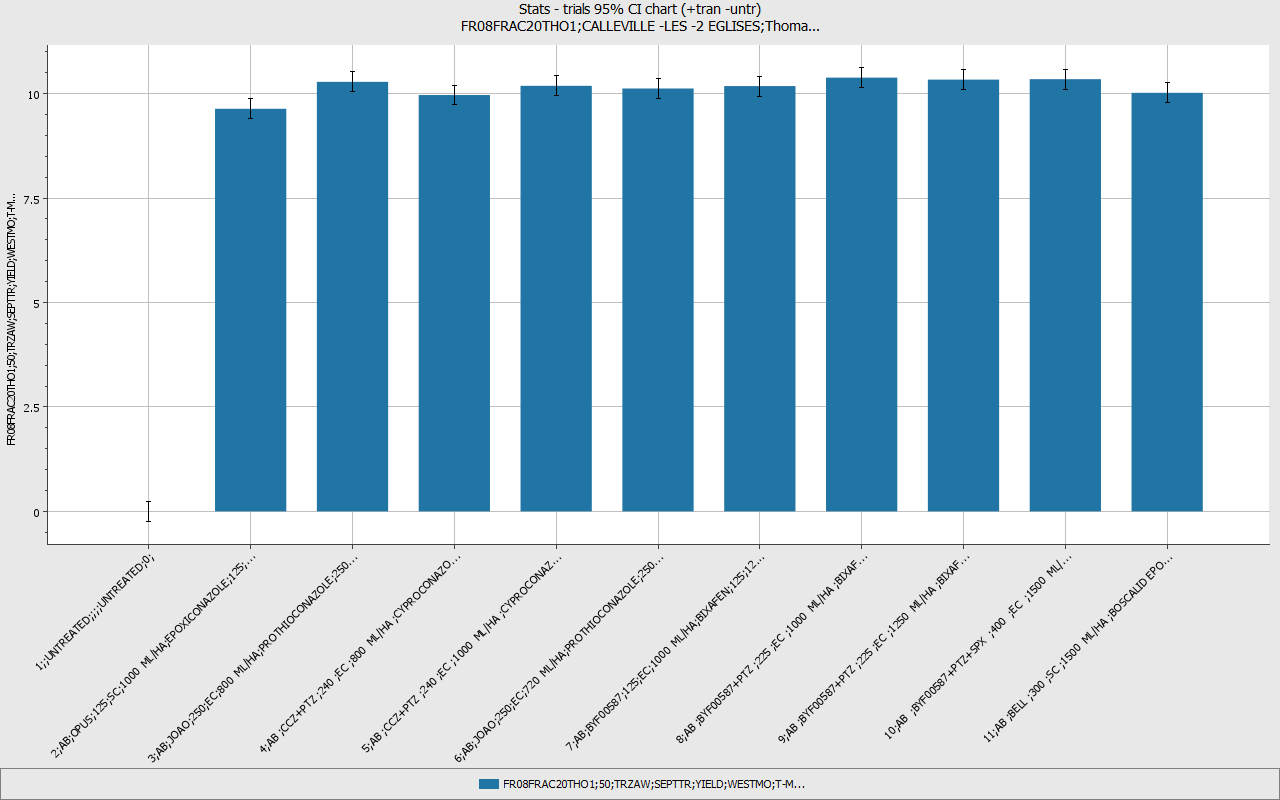 Stats - trials 95% CI chart (+tran -untr)
FR08FRAC20THO1;CALLEVILLE -LES -2 EGLISES;Thoma...
FR08FRAC20THO1;50;TRZAW;SEPTTR;YIELD;WESTMO;T-M...
10
7.5
5
2.5
0
1;;UNTREATED;;;;UNTREATED;0;
2;AB;OPUS;125;SC;1000 ML/HA;EPOXICONAZOLE;125;...
3;AB;JOAO;250;EC;800 ML/HA;PROTHIOCONAZOLE;250...
4;AB ;CCZ+PTZ ;240 ;EC ;800 ML/HA ;CYPROCONAZO...
5;AB ;CCZ+PTZ ;240 ;EC ;1000 ML/HA ;CYPROCONAZ...
6;AB;JOAO;250;EC;720 ML/HA;PROTHIOCONAZOLE;250...
7;AB;BYF00587;125;EC;1000 ML/HA;BIXAFEN;125;12...
8;AB ;BYF00587+PTZ ;225 ;EC ;1000 ML/HA ;BIXAF...
9;AB ;BYF00587+PTZ ;225 ;EC ;1250 ML/HA ;BIXAF...
10;AB ;BYF00587+PTZ+SPX ;400 ;EC ;1500 ML/...
11;AB ;BELL ;300 ;SC ;1500 ML/HA ;BOSCALID EPO...
FR08FRAC20THO1;50;TRZAW;SEPTTR;YIELD;WESTMO;T-M...